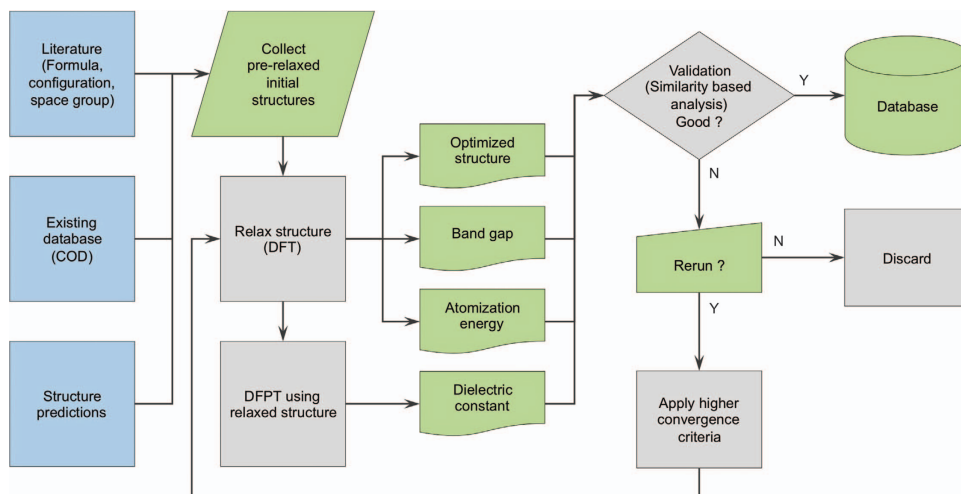 Literature
(Formula,
configuration,
space group)
Existing
database
(COD)
Structure
predictions
Collect
pre-relaxed
initial
structures
Relax structure
(DFT)
DFPT using
relaxed structure
Optimized
structure
Band gap
Atomization
energy
Dielectric
constant
Validation
(Similarity based
analysis)
Good ?
Y
Database
N
Rerun ?
N
Discard
Y
Apply higher
convergence
criteria